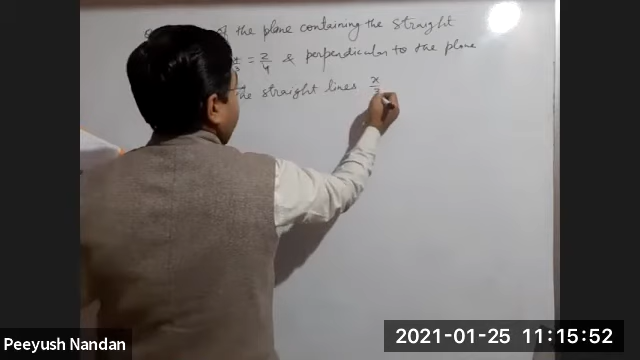 of the plane containing the straight
= z/4 & perpendicular to the plane
the straight lines x/3
Peeyush Nandan
2021-01-25 11:15:52